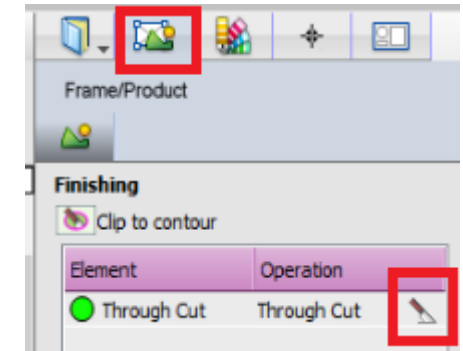 Frame/Product
Finishing
Clip to contour
Element Operation
Through Cut Through Cut